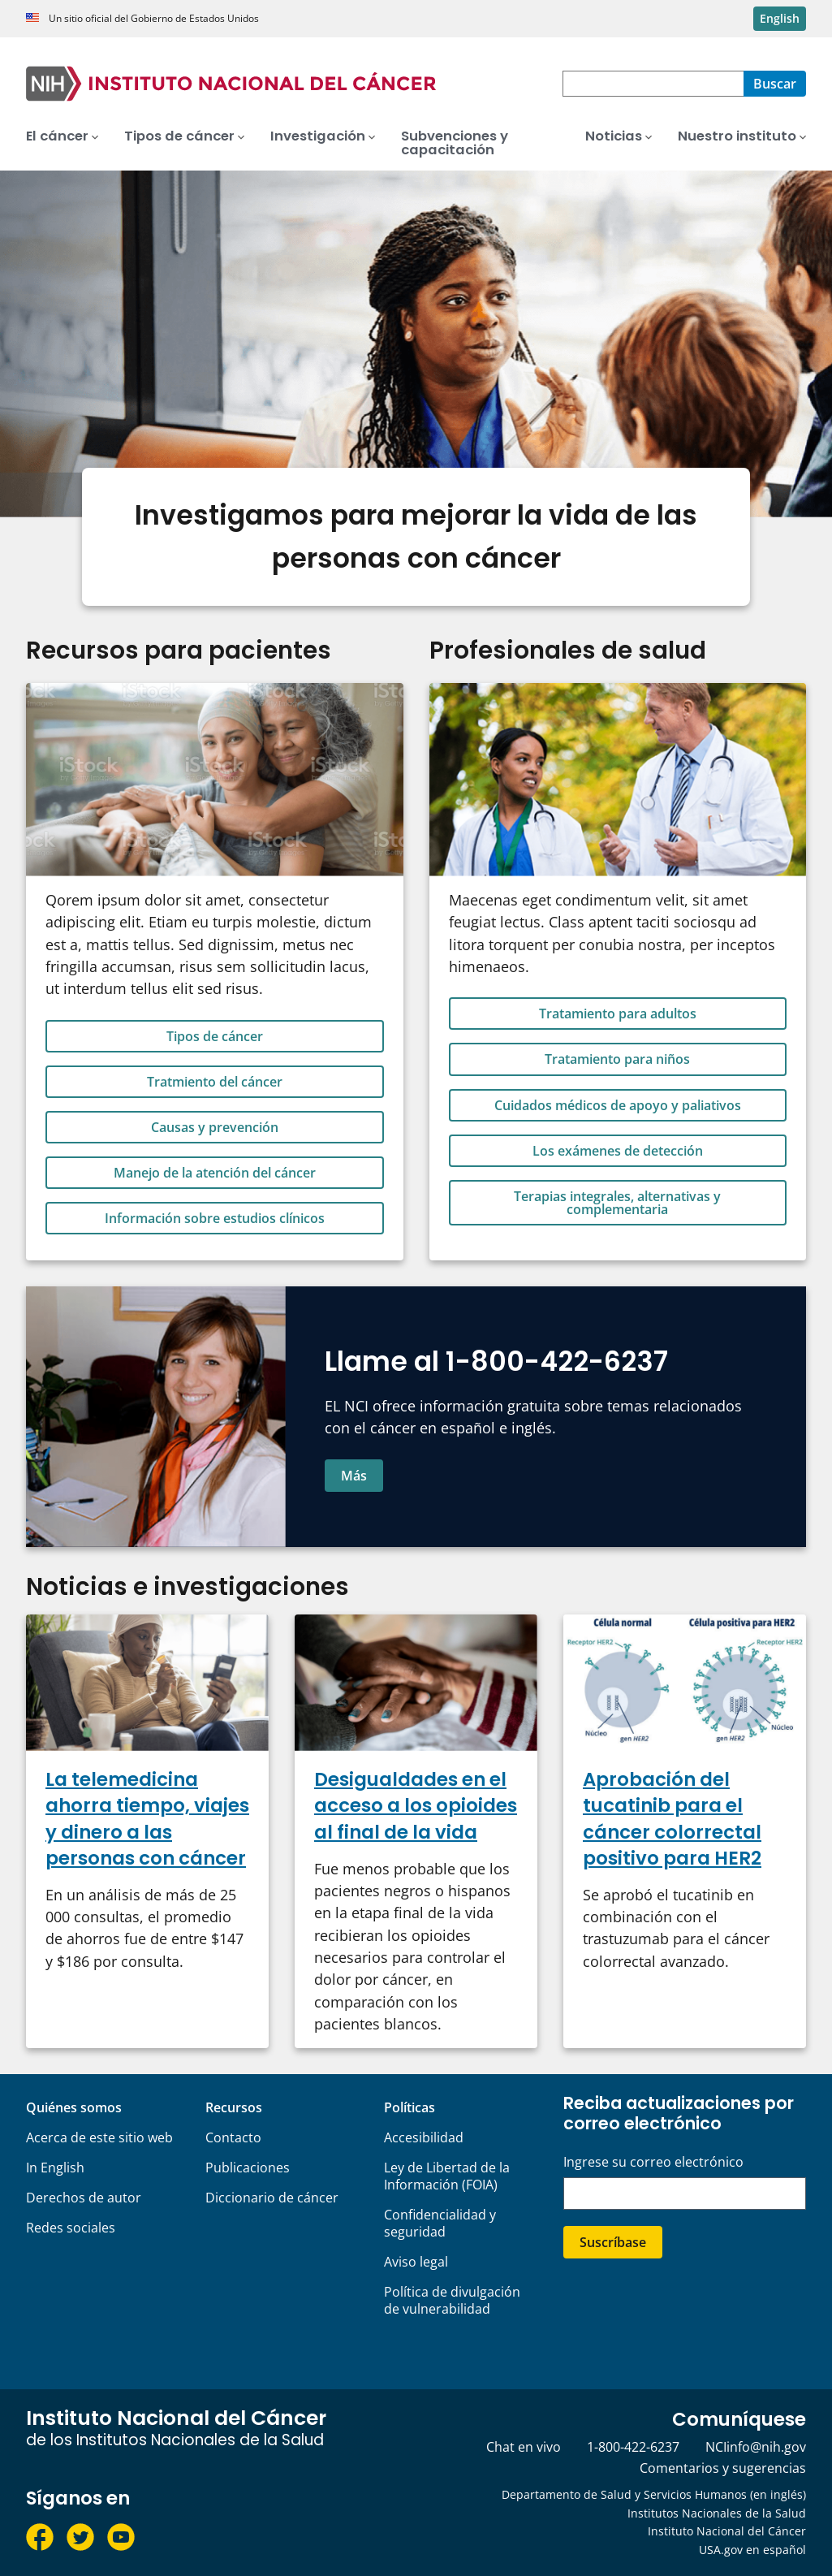 Un sitio oficial del Gobierno de Estados Unidos
English
NIH INSTITUTO NACIONAL DEL CÁNCER
Buscar
El cáncer
Tipos de cáncer
Investigación
Subvenciones y
capacitación
Noticias
Nuestro instituto
Investigamos para mejorar la vida de las
personas con cáncer
Recursos para pacientes
iStock iStock iStock
iStock iStock iStock
iStock iStock
Qorem ipsum dolor sit amet, consectetur
adipiscing elit. Etiam eu turpis molestie, dictum
est a, mattis tellus. Sed dignissim, metus nec
fringilla accumsan, risus sem sollicitudin lacus,
ut interdum tellus elit sed risus.
Tipos de cáncer
Tratmiento del cáncer
Causas y prevención
Manejo de la atención del cáncer
Información sobre estudios clínicos
Profesionales de salud
Maecenas eget condimentum velit, sit amet
feugiat lectus. Class aptent taciti sociosqu ad
litora torquent per conubia nostra, per inceptos
himenaeos.
Tratamiento para adultos
Tratamiento para niños
Cuidados médicos de apoyo y paliativos
Los exámenes de detección
Terapias integrales, alternativas y
complementaria
Llame al 1-800-422-6237
EL NCI ofrece información gratuita sobre temas relacionados
con el cáncer en español e inglés.
Más
Noticias e investigaciones
La telemedicina
ahorra tiempo, viajes
y dinero a las
personas con cáncer
En un análisis de más de 25
000 consultas, el promedio
de ahorros fue de entre $147
y $186 por consulta.
Desigualdades en el
acceso a los opioides
al final de la vida
Fue menos probable que los
pacientes negros o hispanos
en la etapa final de la vida
recibieran los opioides
necesarios para controlar el
dolor por cáncer, en
comparación con los
pacientes blancos.
Célula normal
Célula positiva para HER2
Receptor HER2
Receptor HER2
Núcleo
gen HER2
Núcleo
gen HER2
Aprobación del
tucatinib para el
cáncer colorrectal
positivo para HER2
Se aprobó el tucatinib en
combinación con el
trastuzumab para el cáncer
colorrectal avanzado.
Quiénes somos
Acerca de este sitio web
In English
Derechos de autor
Redes sociales
Recursos
Contacto
Publicaciones
Diccionario de cáncer
Políticas
Accesibilidad
Ley de Libertad de la
Información (FOIA)
Confidencialidad y
seguridad
Aviso legal
Política de divulgación
de vulnerabilidad
Reciba actualizaciones por
correo electrónico
Ingrese su correo electrónico
Suscríbase
Instituto Nacional del Cáncer
de los Institutos Nacionales de la Salud
Síganos en
Comuníquese
Chat en vivo
1-800-422-6237
NCIinfo@nih.gov
Comentarios y sugerencias
Departamento de Salud y Servicios Humanos (en inglés)
Institutos Nacionales de la Salud
Instituto Nacional del Cáncer
USA.gov en español